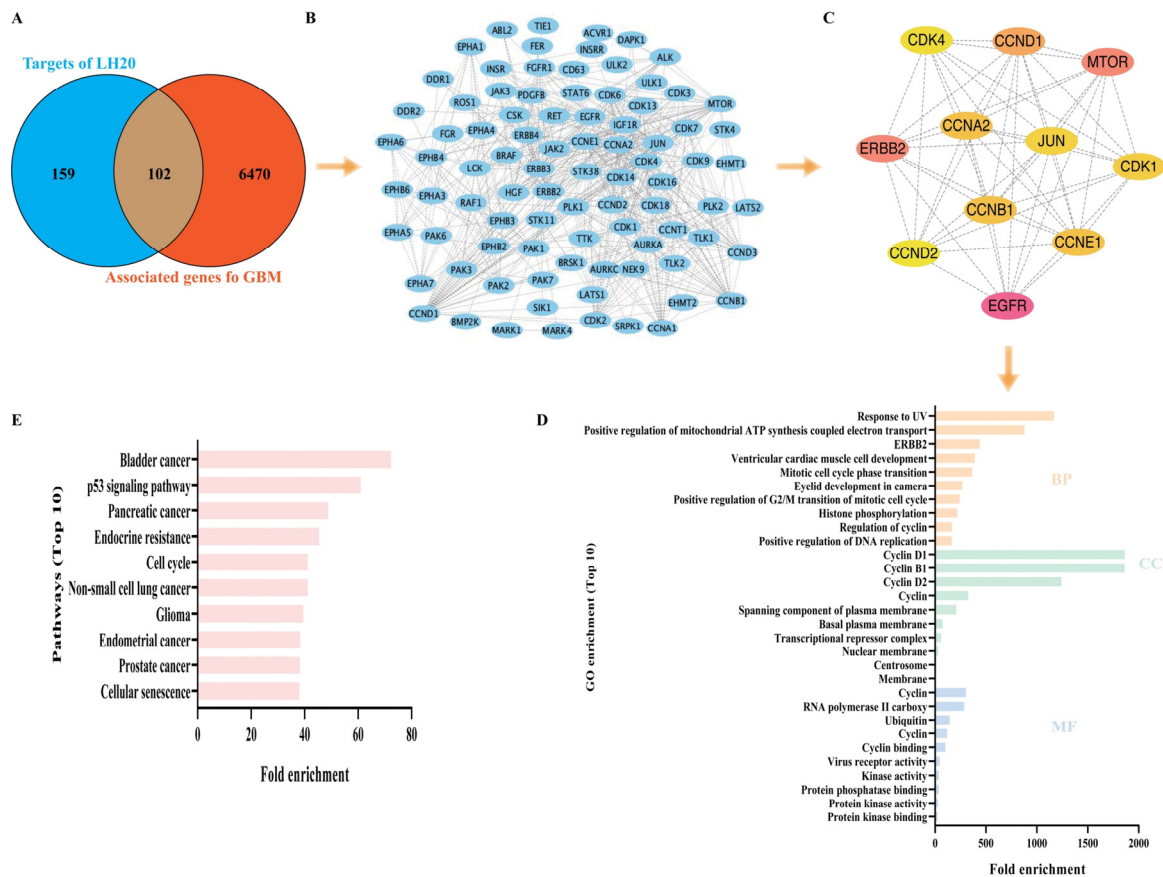 A
Targets of LH20
159
102
6470
Associated genes fo GBM
B
TIE1
ABL2
ACVR1
DAPK1
EPHA1
FER
INSRR
ALK
INSR
FGFR1
CD63
ULK2
DDR1
JAK3
PDGFB
STAT6
CDK6
ULK1
CDK3
MTOR
DDR2
ROS1
CSK
RET
EGFR
IGF1R
CDK13
FGR
EPHA4
ERBB4
CCNE1
CCNA2
JUN
CDK7
STK4
EPHA6
EPHB4
LCK
BRAF
JAK2
ERBB3
CDK4
CDK9
EHMT1
STK38
CDK14
CDK16
EPHB6
EPHA3
RAF1
HGF
ERBB2
PLK1
CCND2
CDK18
PLK2
LATS2
EPHA5
PAK6
EPHB3
STK11
CDK1
CCNT1
TLK1
CCND3
EPHB2
PAK1
TTK
AURKA
EPHA7
PAK3
PAK2
BRSK1
PAK7
AURKC
NEK9
TLK2
CCND1
BMP2K
SIK1
LATS1
EHMT2
CCNB1
MARK1
MARK4
CDK2
SRPK1
CCNA1
C
CDK4
CCND1
MTOR
CCNA2
JUN
ERBB2
CDK1
CCNB1
CCND2
CCNE1
EGFR
E
Pathways (Top 10)
Bladder cancer
p53 signaling pathway
Pancreatic cancer
Endocrine resistance
Cell cycle
Non-small cell lung cancer
Glioma
Endometrial cancer
Prostate cancer
Cellular senescence
0 20 40 60 80
Fold enrichment
D
GO enrichment (Top 10)
Response to UV
Positive regulation of mitochondrial ATP synthesis coupled electron transport
ERBB2
Ventricular cardiac muscle cell development
Mitotic cell cycle phase transition
Eyelid development in camera
Positive regulation of G2/M transition of mitotic cell cycle
Histone phosphorylation
Regulation of cyclin
Positive regulation of DNA replication
BP
Cyclin D1
Cyclin B1
Cyclin D2
Cyclin
Spanning component of plasma membrane
Basal plasma membrane
Transcriptional repressor complex
Nuclear membrane
Centrosome
Membrane
CC
Cyclin
RNA polymerase II carboxy
Ubiquitin
Cyclin
Cyclin binding
Virus receptor activity
Kinase activity
Protein phosphatase binding
Protein kinase activity
Protein kinase binding
MF
0 500 1000 1500 2000
Fold enrichment